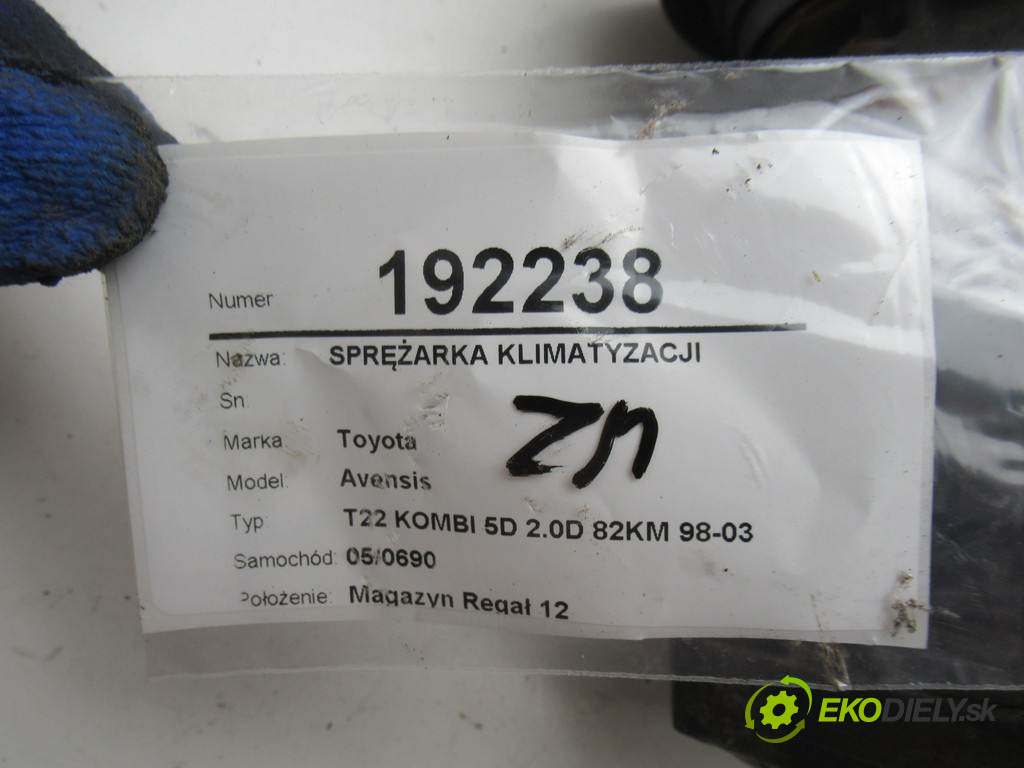 Numer 192238
Nazwa: SPRĘŻARKA KLIMATYZACJI
Sn.
Marka: Toyota
Model: Avensis
Typ T22 KOMBI 5D 2.0D 82KM 98-03
Samochód: 05/0690
Położenie: Magazyn Regał 12
EKODIELY.sk